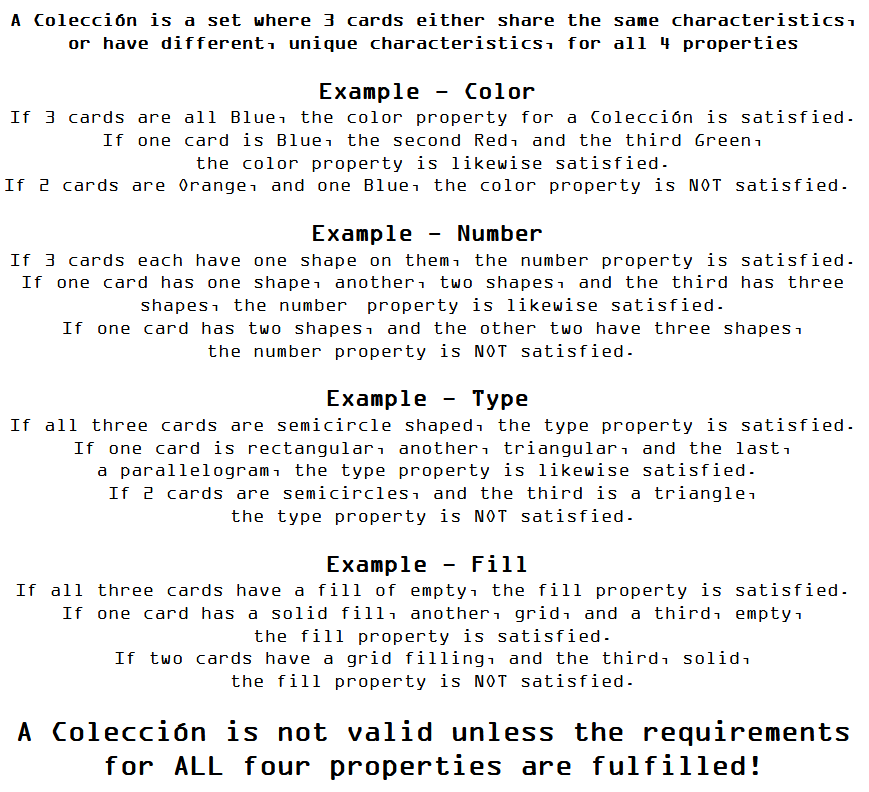 A Colección is a set where 3 cards either share the same characteristics,
or have different, unique characteristics, for all 4 properties
Example - Color
If 3 cards are all Blue, the color property for a Colección is satisfied.
If one card is Blue, the second Red, and the third Green,
the color property is likewise satisfied.
If 2 cards are Orange, and one Blue, the color property is NOT satisfied.
Example - Number
If 3 cards each have one shape on them, the number property is satisfied.
If one card has one shape, another, two shapes, and the third has three
shapes, the number property is likewise satisfied.
If one card has two shapes, and the other two have three shapes,
the number property is NOT satisfied.
Example - Type
If all three cards are semicircle shaped, the type property is satisfied.
If one card is rectangular, another, triangular, and the last,
a parallelogram, the type property is likewise satisfied.
If 2 cards are semicircles, and the third is a triangle,
the type property is NOT satisfied.
Example - Fill
If all three cards have a fill of empty, the fill property is satisfied.
If one card has a solid fill, another, grid, and a third, empty,
the fill property is satisfied.
If two cards have a grid filling, and the third, solid,
the fill property is NOT satisfied.
A Colección is not valid unless the requirements
for ALL four properties are fulfilled!